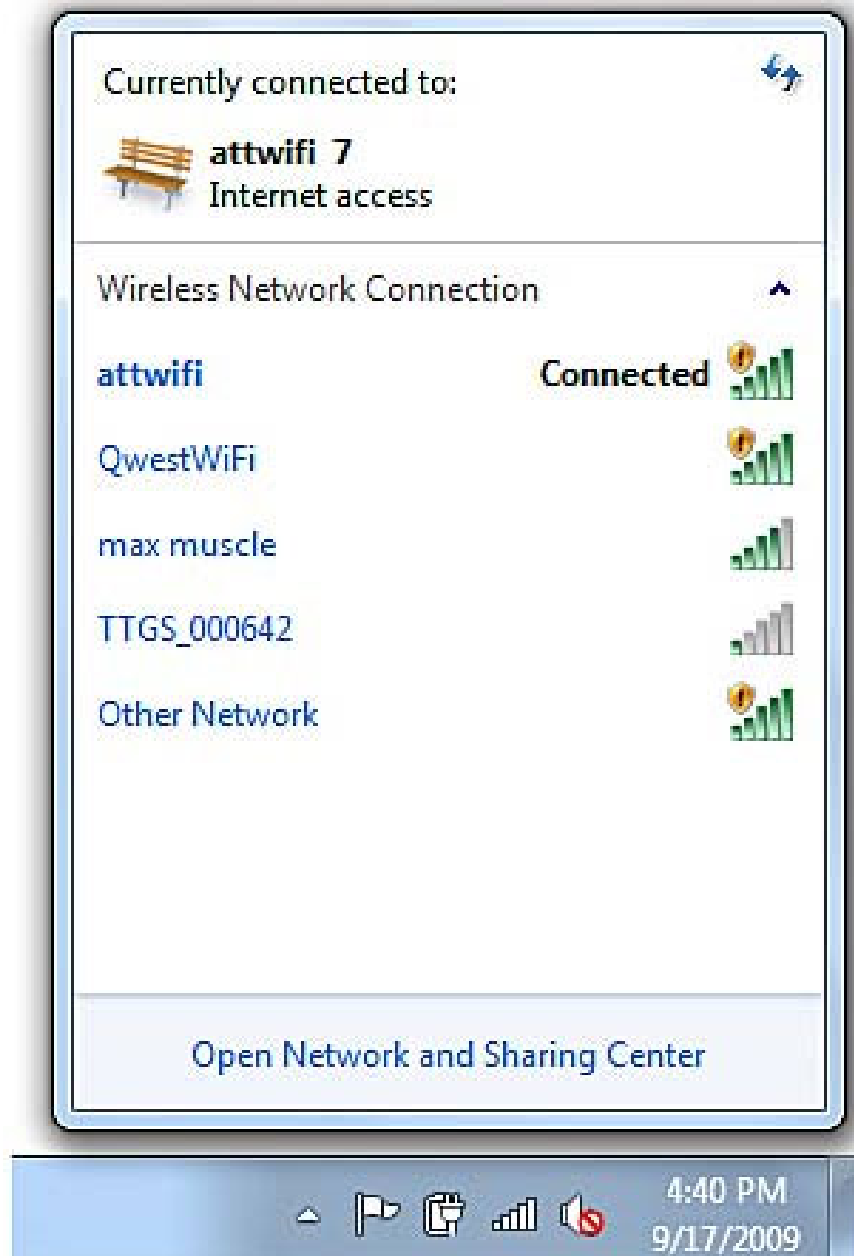 Currently connected to:
attwifi 7
Internet access
Wireless Network Connection
attwifi Connected
QwestWiFi
max muscle
TTGS_000642
Other Network
Open Network and Sharing Center
4:40 PM
9/17/2009